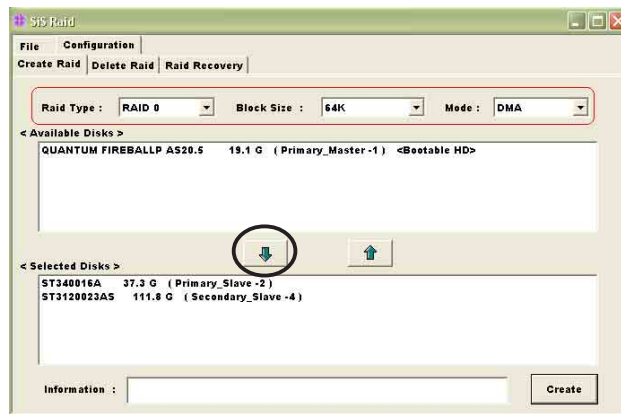 SiS Raid
File Configuration
Create Raid Delete Raid Raid Recovery
Raid Type : RAID 0 Block Size : 64K Mode : DMA
< Available Disks >
QUANTUM FIREBALLP AS20.5 19.1 G ( Primary_Master -1 ) <Bootable HD>
< Selected Disks >
ST340016A 37.3 G ( Primary_Slave -2 )
ST3120023AS 111.8 G ( Secondary_Slave -4 )
Information : Create